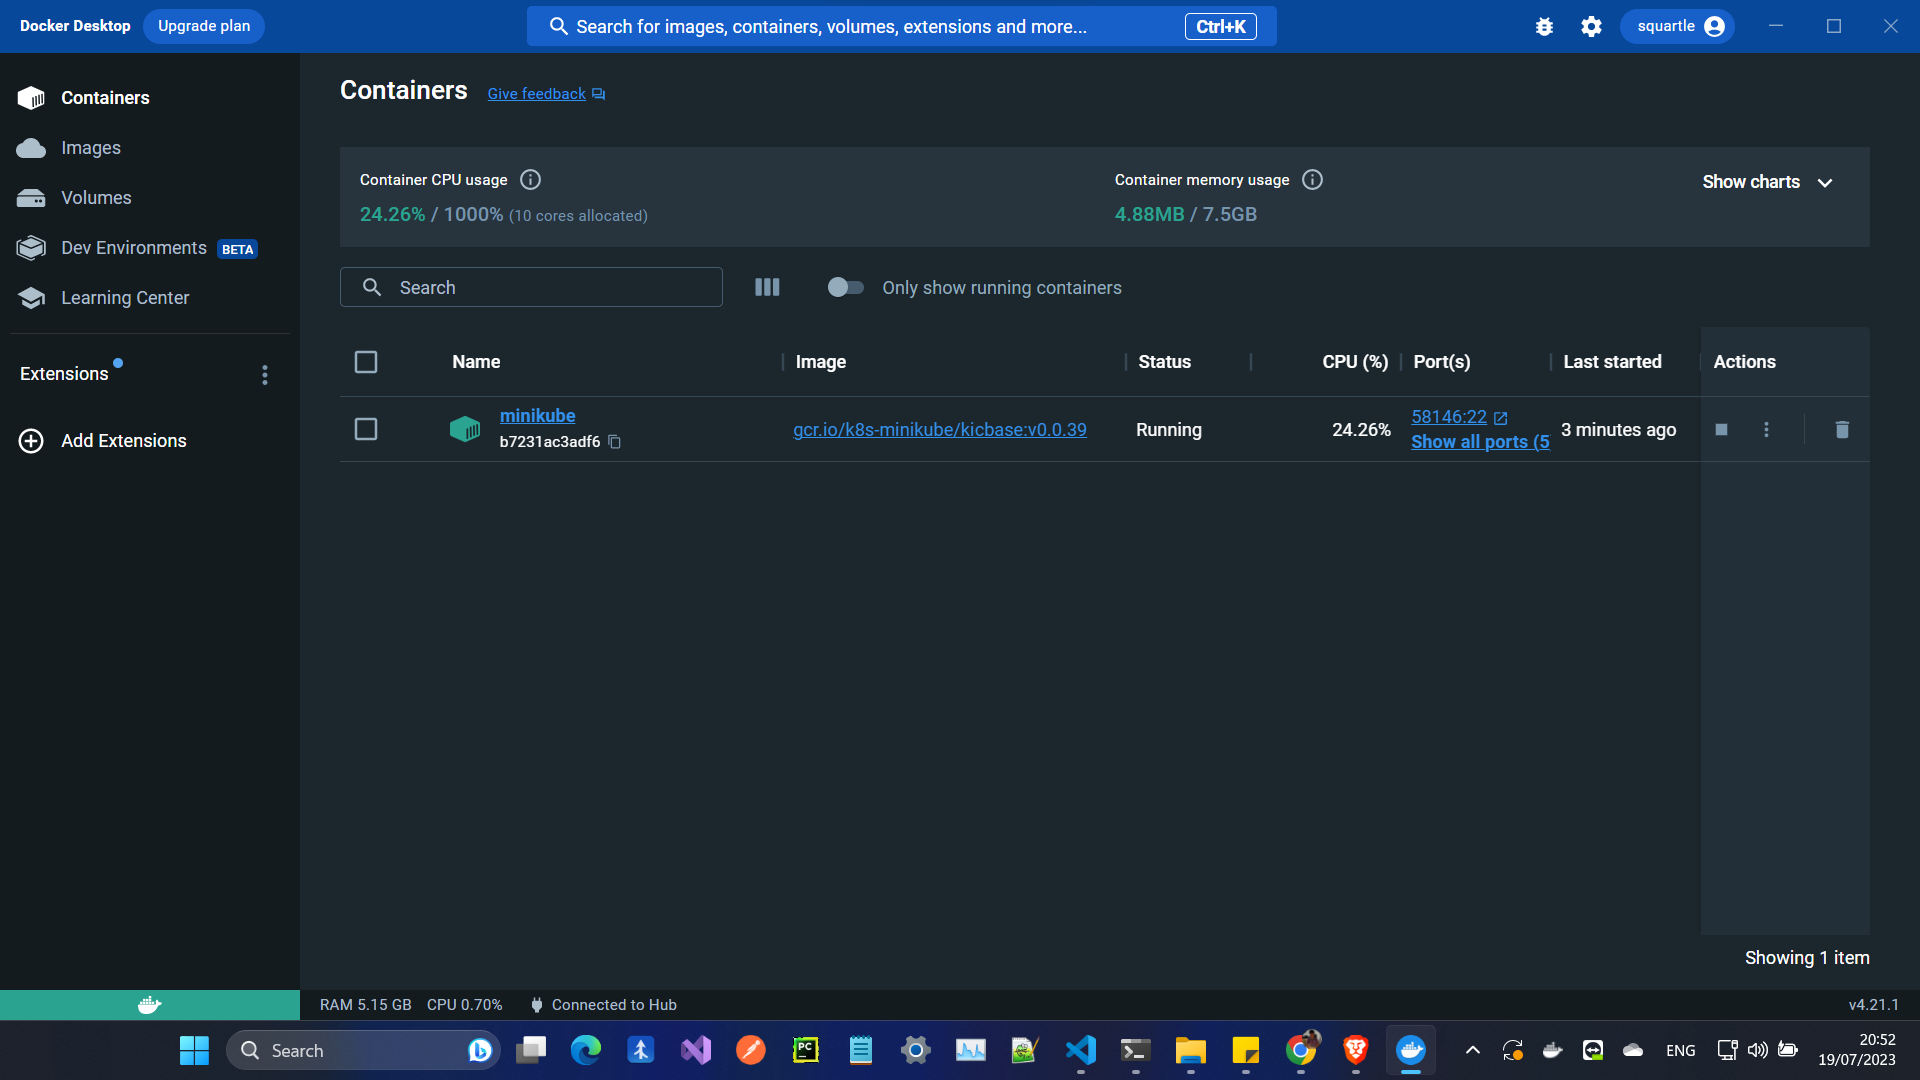 Docker Desktop
Upgrade plan
Search for images, containers, volumes, extensions and more...
Ctrl+K
squartle
Containers
Images
Volumes
Dev Environments BETA
Learning Center
Extensions
Add Extensions
Containers Give feedback
Container CPU usage
24.26% / 1000% (10 cores allocated)
Container memory usage
4.88MB / 7.5GB
Show charts
Search
Only show running containers
Name Image Status CPU (%) Port(s) Last started Actions
minikube
b7231ac3adf6
gcr.io/k8s-minikube/kicbase:v0.0.39
Running
24.26%
58146:22
Show all ports (5
3 minutes ago
Showing 1 item
RAM 5.15 GB CPU 0.70% Connected to Hub
v4.21.1
Search
PC
ENG
20:52
19/07/2023